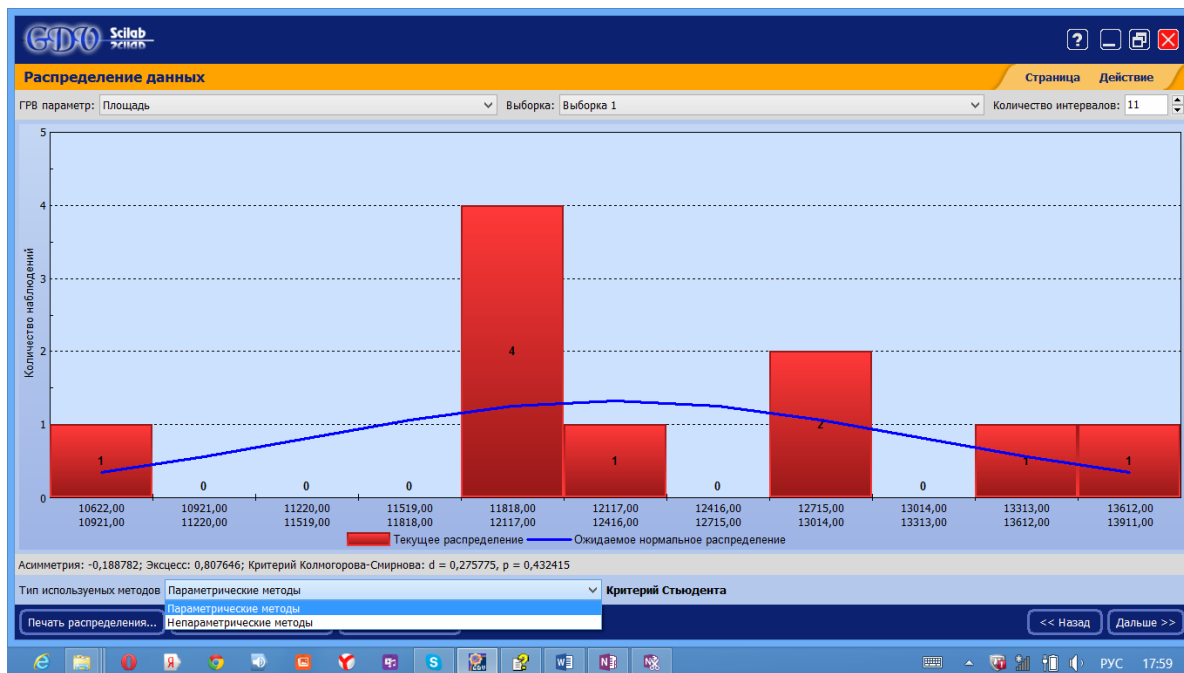 GDV Scilab
Распределение данных
Страница Действие
ГРВ параметр: Площадь Выборка: Выборка 1 Количество интервалов: 11
Количество наблюдений
5
4
3
2
1
0
1 0 0 0 4 1 0 2 0 1 1
10622,00 10921,00 11220,00 11519,00 11818,00 12117,00 12416,00 12715,00 13014,00 13313,00 13612,00
10921,00 11220,00 11519,00 11818,00 12117,00 12416,00 12715,00 13014,00 13313,00 13612,00 13911,00
Текущее распределение Ожидаемое нормальное распределение
Асимметрия: -0,188782; Эксцесс: 0,807646; Критерий Колмогорова-Смирнова: d = 0,275775, p = 0,432415
Тип используемых методов Параметрические методы Критерий Стьюдента
Параметрические методы
Непараметрические методы
Печать распределения... << Назад Дальше >>
РУС 17:59